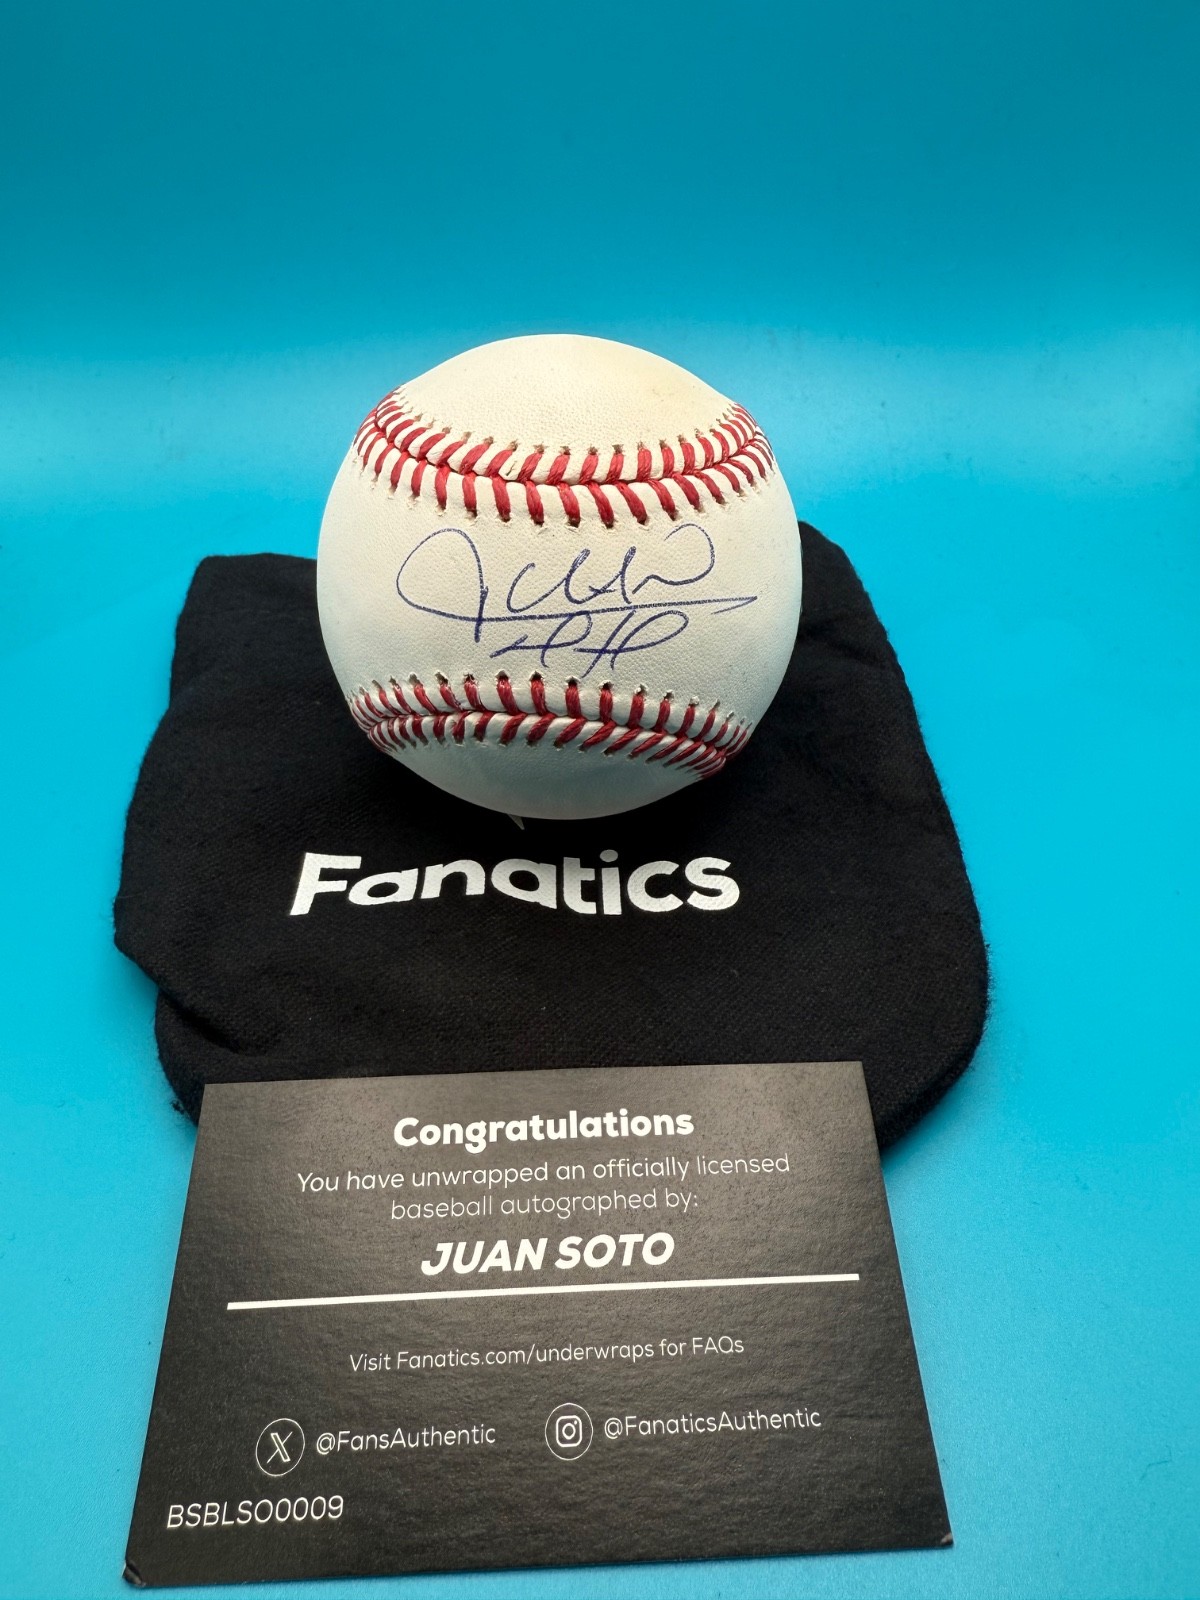 Fanatics
Congratulations
You have unwrapped an officially licensed
baseball autographed by:
JUAN SOTO
Visit Fanatics.com/underwraps for FAQs
@FansAuthentic
@FanaticsAuthentic
BSBLSO0009